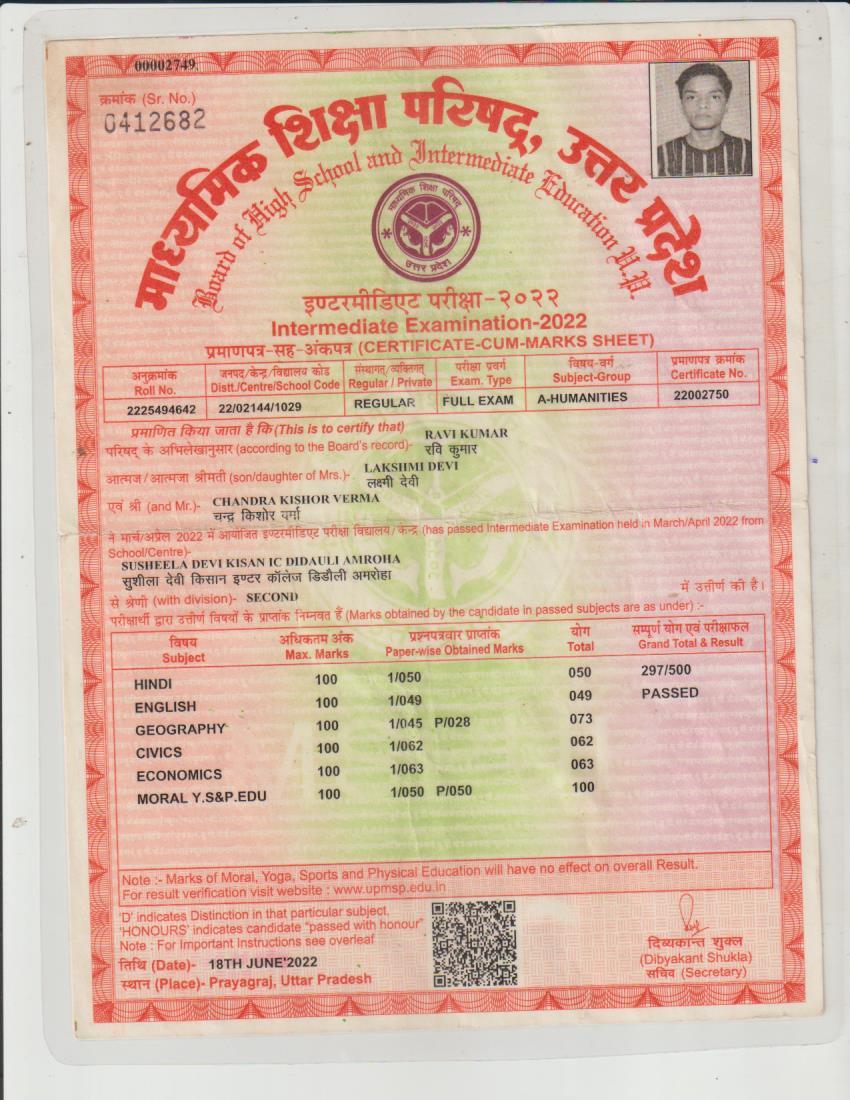 00002749
क्रमांक (Sr. No.)
0412682
माध्यमिक शिक्षा परिषद्, उत्तर प्रदेश
Board of High School and Intermediate Education U.P.
माध्यमिक शिक्षा परिषद्
उत्तर प्रदेश
इण्टरमीडिएट परीक्षा-२०२२
Intermediate Examination-2022
प्रमाणपत्र-सह-अंकपत्र (CERTIFICATE-CUM-MARKS SHEET)
अनुक्रमांक जनपद/केन्द्र/विद्यालय कोड संस्थागत/व्यक्तिगत परीक्षा प्रवर्ग विषय-वर्ग प्रमाणपत्र क्रमांक
Roll No. Distt./Centre/School Code Regular / Private Exam. Type Subject-Group Certificate No.
2225494642 22/02144/1029 REGULAR FULL EXAM A-HUMANITIES 22002750
प्रमाणित किया जाता है कि (This is to certify that) RAVI KUMAR
परिषद् के अभिलेखानुसार (according to the Board's record)- रवि कुमार
आत्मज/आत्मजा श्रीमती (son/daughter of Mrs.)- LAKSHMI DEVI
लक्ष्मी देवी
एवं श्री (and Mr.)- CHANDRA KISHOR VERMA
चन्द्र किशोर वर्मा
ने मार्च/अप्रैल 2022 में आयोजित इण्टरमीडिएट परीक्षा विद्यालय/केन्द्र (has passed Intermediate Examination held in March/April 2022 from
School/Centre)-
SUSHEELA DEVI KISAN IC DIDAULI AMROHA
सुशीला देवी किसान इण्टर कॉलेज डिडौली अमरोहा
में उत्तीर्ण की है।
से श्रेणी (with division)- SECOND
परीक्षार्थी द्वारा उत्तीर्ण विषयों के प्राप्तांक निम्नवत हैं (Marks obtained by the candidate in passed subjects are as under) :-
विषय अधिकतम अंक प्रश्नपत्रवार प्राप्तांक योग सम्पूर्ण योग एवं परीक्षाफल
Subject Max. Marks Paper-wise Obtained Marks Total Grand Total & Result
HINDI 100 1/050 050 297/500
ENGLISH 100 1/049 049 PASSED
GEOGRAPHY 100 1/045 P/028 073
CIVICS 100 1/062 062
ECONOMICS 100 1/063 063
MORAL Y.S&P.EDU 100 1/050 P/050 100
Note :- Marks of Moral, Yoga, Sports and Physical Education will have no effect on overall Result.
For result verification visit website : www.upmsp.edu.in
'D' indicates Distinction in that particular subject,
'HONOURS' indicates candidate "passed with honour"
Note : For Important Instructions see overleaf
तिथि (Date)- 18TH JUNE'2022
स्थान (Place)- Prayagraj, Uttar Pradesh
दिव्यकान्त शुक्ल
(Dibyakant Shukla)
सचिव (Secretary)